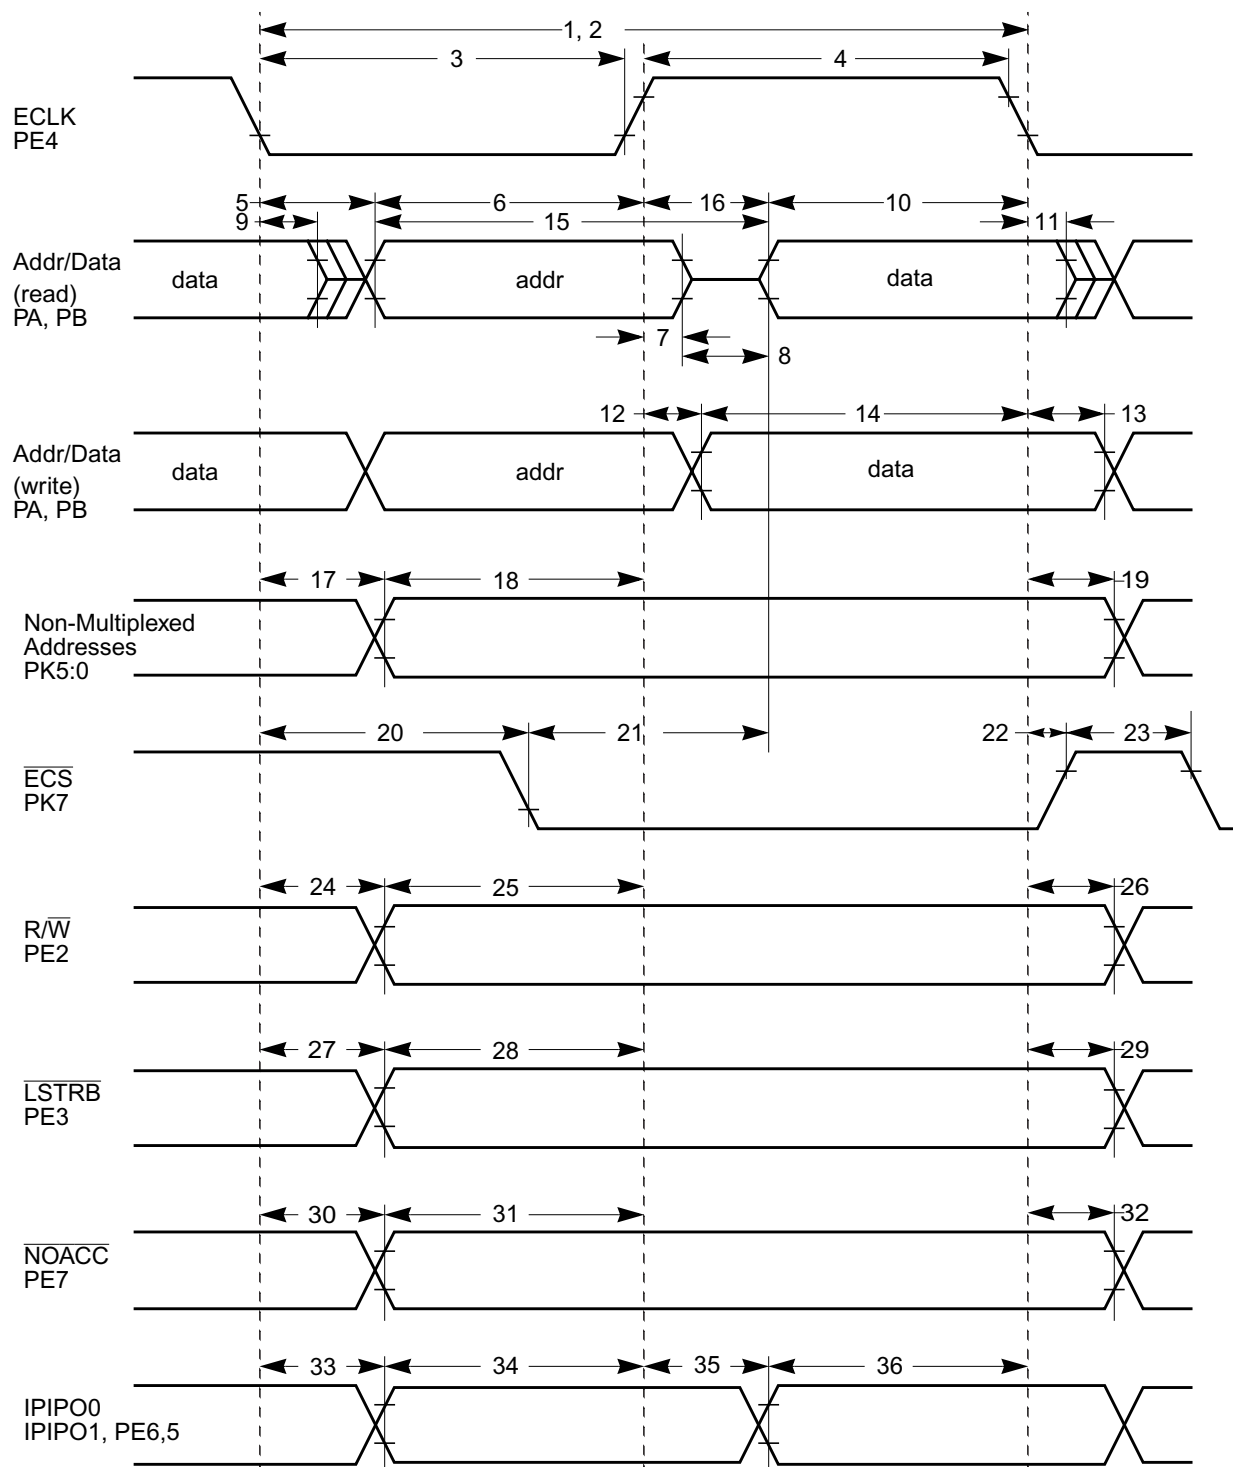 1, 2
3 4
ECLK
PE4
5 6 16 10
9 15 11
Addr/Data
(read)
PA, PB
data addr data
7 8
12 14 13
Addr/Data
(write)
PA, PB
data addr data
17 18 19
Non-Multiplexed
Addresses
PK5:0
20 21 22 23
ECS
PK7
24 25 26
R/W
PE2
27 28 29
LSTRB
PE3
30 31 32
NOACC
PE7
33 34 35 36
IPIPO0
IPIPO1, PE6,5